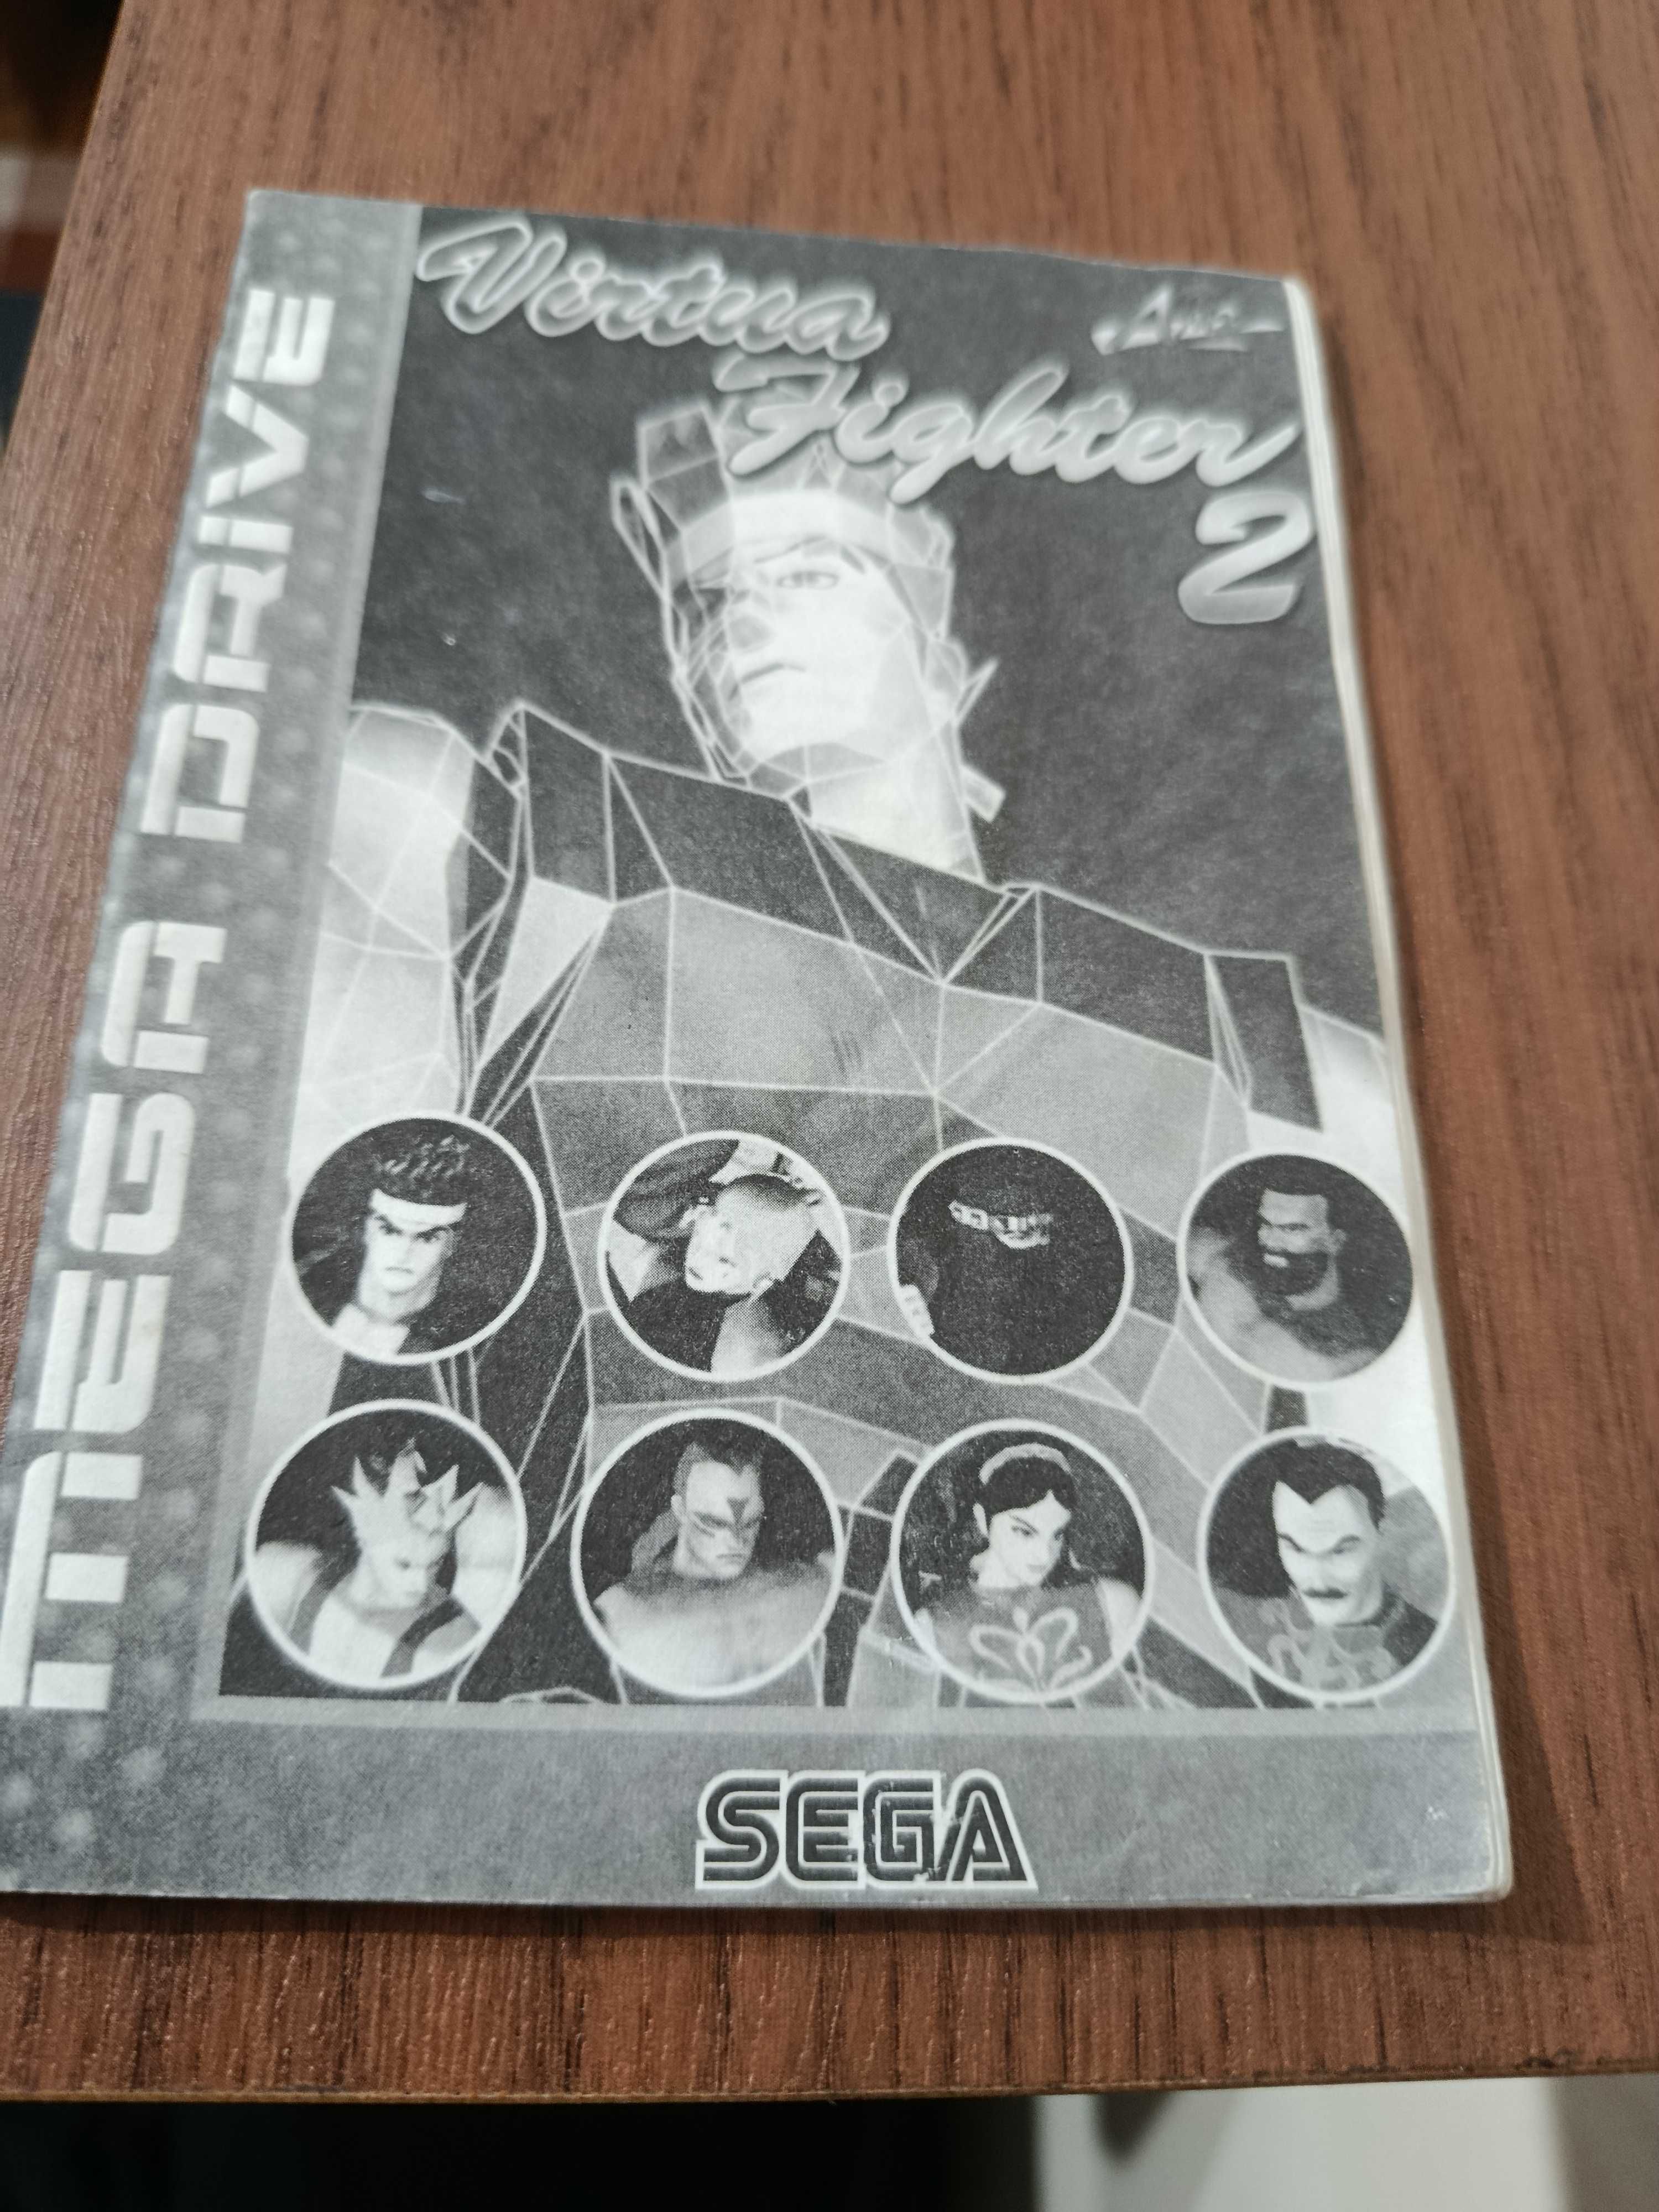 MEGA DRIVE
Virtua
Fighter
2
SEGA